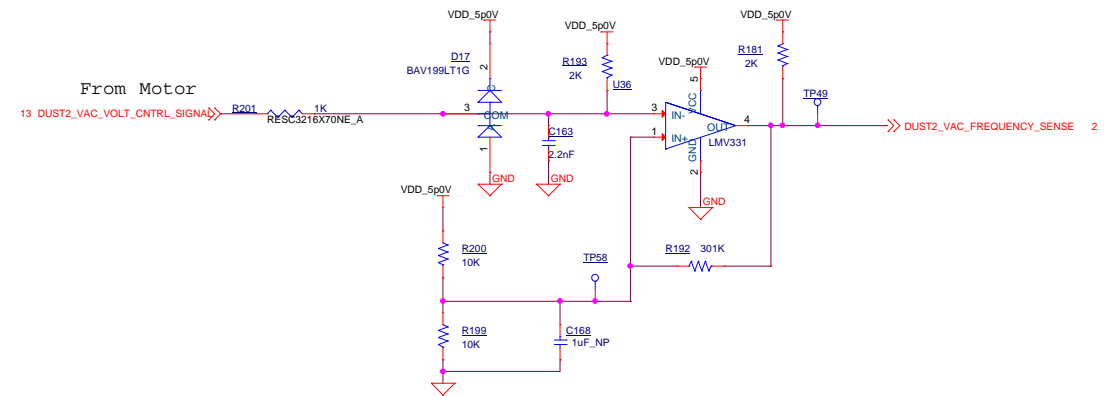 VDD_5p0V
VDD_5p0V
VDD_5p0V
D17
BAV199LT1G
2
R193
2K
U36
VDD_5p0V
R181
2K
TP49
From Motor
13 DUST2_VAC_VOLT_CNTRL_SIGNAL
R201
1K
RESC3216X70NE_A
3
COM
C
A
1
GND
C163
2.2nF
GND
3
IN-
1
IN+
5
VCC
OUT
4
GND
2
LMV331
GND
DUST2_VAC_FREQUENCY_SENSE 2
VDD_5p0V
R200
10K
TP58
R192 301K
R199
10K
C168
1uF_NP